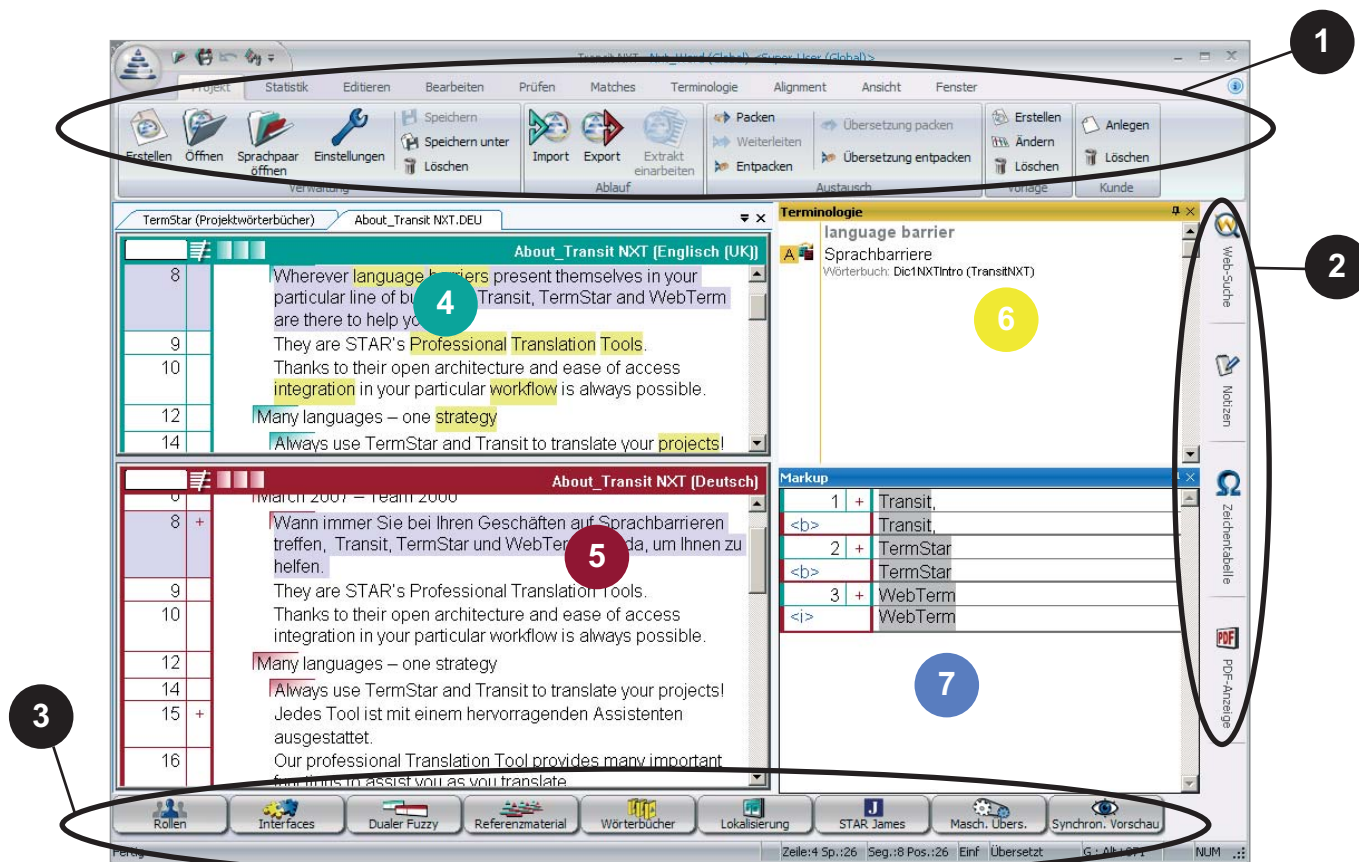 1
Transit NXT - Nxt_Word (Global) <Super User (Global)>
Projekt Statistik Editieren Bearbeiten Prüfen Matches Terminologie Alignment Ansicht Fenster
Erstellen Öffnen Sprachpaar öffnen Einstellungen
Speichern
Speichern unter
Löschen
Verwaltung
Import Export Extrakt einarbeiten
Ablauf
Packen
Weiterleiten
Entpacken
Übersetzung packen
Übersetzung entpacken
Austausch
Erstellen
Ändern
Löschen
Vorlage
Anlegen
Löschen
Kunde
TermStar (Projektwörterbücher) About_Transit NXT.DEU
About_Transit NXT (Englisch (UK))
8 Wherever language barriers present themselves in your
particular line of Transit, TermStar and WebTerm
are there to help
4
9 They are STAR's Professional Translation Tools.
10 Thanks to their open architecture and ease of access
integration in your particular workflow is always possible.
12 Many languages – one strategy
14 Always use TermStar and Transit to translate your projects!
About_Transit NXT (Deutsch)
March 2007 – Team 2000
8 + Wann immer Sie bei Ihren Geschäften auf Sprachbarrieren
treffen, Transit, TermStar und da, um Ihnen zu
helfen.
5
9 They are STAR's Professional Translation Tools.
10 Thanks to their open architecture and ease of access
integration in your particular workflow is always possible.
12 Many languages – one strategy
14 Always use TermStar and Transit to translate your projects!
15 + Jedes Tool ist mit einem hervorragenden Assistenten
ausgestattet.
16 Our professional Translation Tool provides many important
functions to assist you as you translate
Terminologie
language barrier
A Sprachbarriere
Wörterbuch: Dic1NXTIntro (TransitNXT)
6
Markup
1 + Transit,
<b> Transit,
2 + TermStar
<b> TermStar
3 + WebTerm
<i> WebTerm
7
Web-Suche
Notizen
Zeichentabelle
PDF
PDF-Anzeige
2
3
Rollen Interfaces Dualer Fuzzy Referenzmaterial Wörterbücher Lokalisierung J STAR James Masch. Übers. Synchron. Vorschau
Fertig Zeile:4 Sp.:26 Seg.:8 Pos.:26 Einf Übersetzt G.: Alt+071 NUM